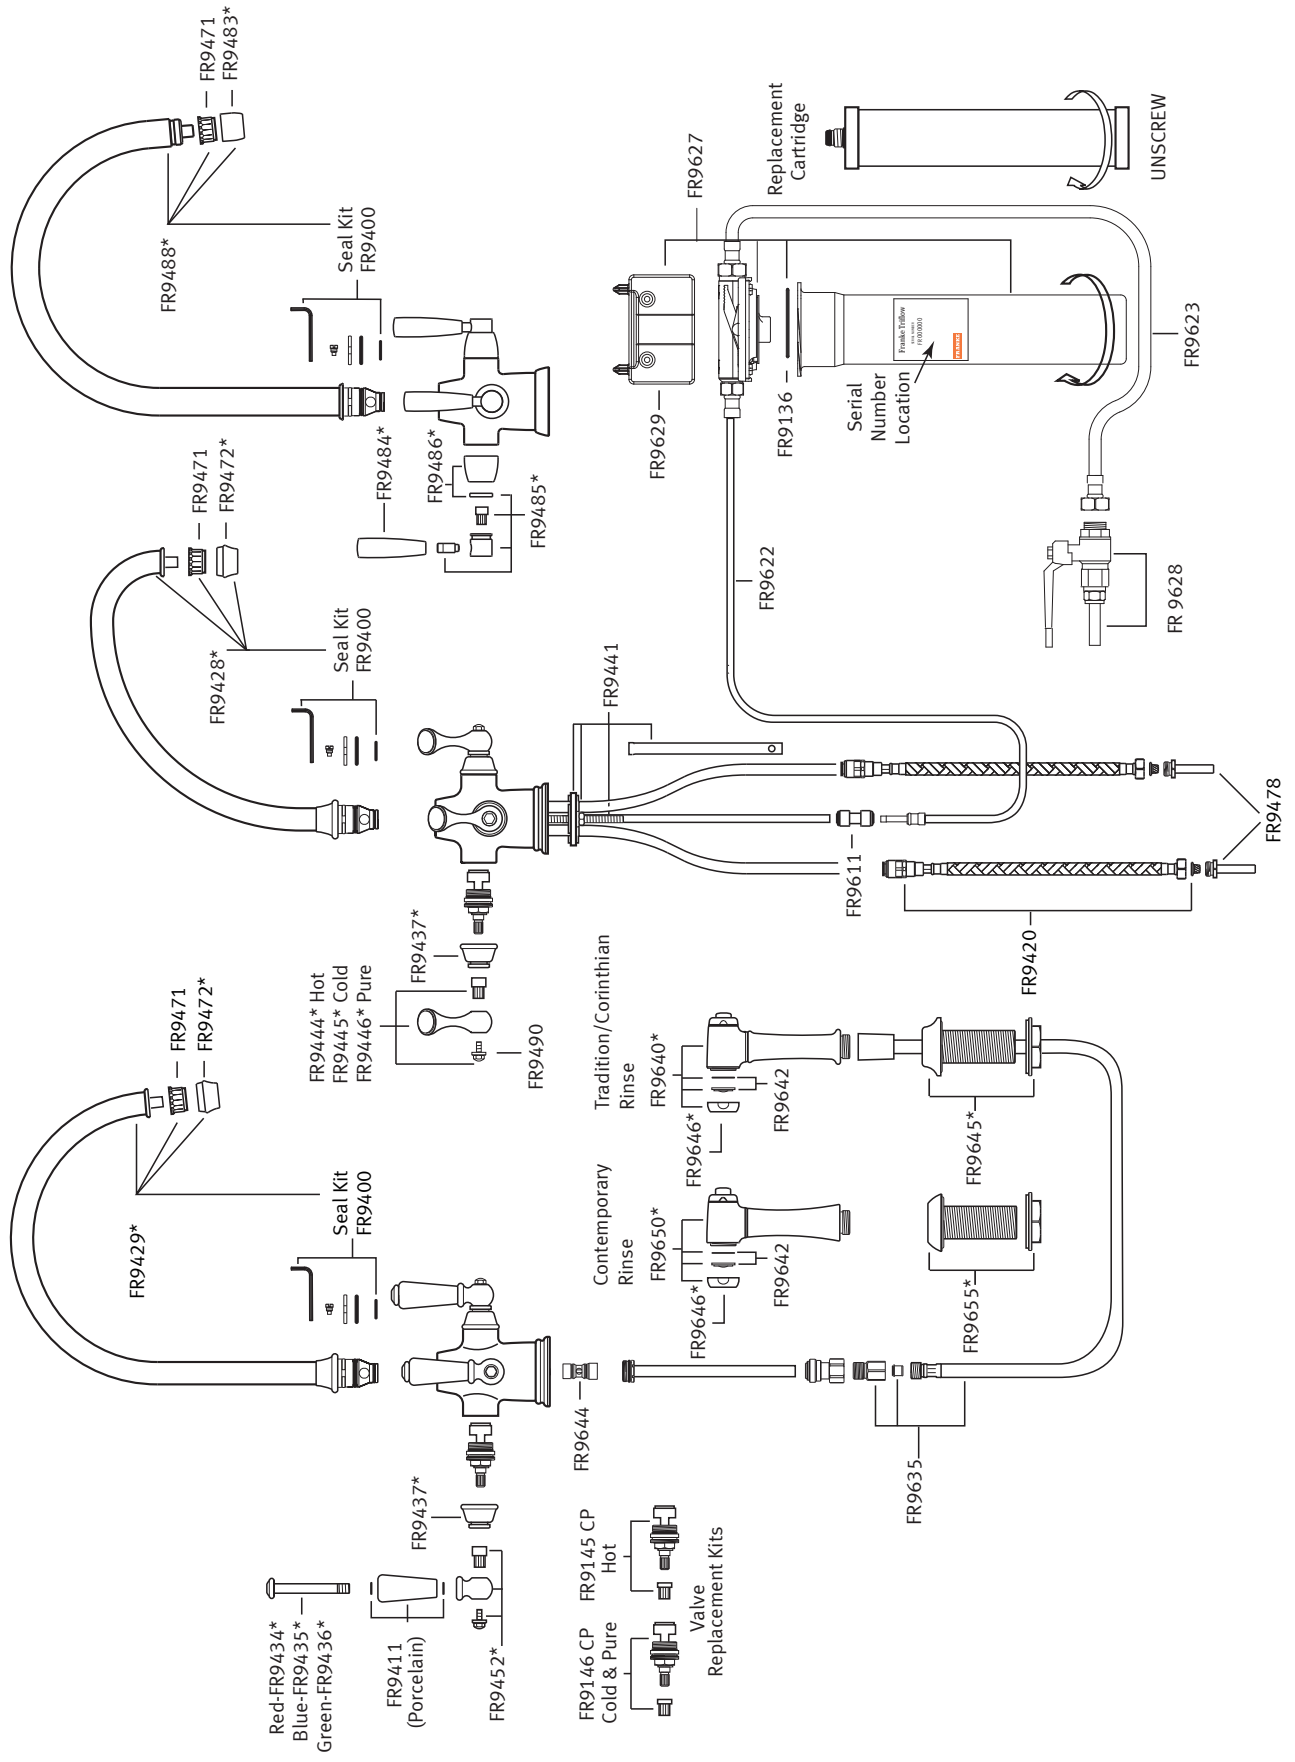 FR9471
FR9483*
FR9488*
Seal Kit
FR9400
FR9484*
FR9486*
FR9485*
FR9471
FR9472*
FR9428*
Seal Kit
FR9400
FR9437*
FR9444* Hot
FR9445* Cold
FR9446* Pure
FR9490
FR9441
FR9611
FR9420
FR9478
FR9622
FR9627
FR9629
FR9136
Serial
Number
Location
Franke Triflow
FR 000000
FRANKE
Replacement
Cartridge
UNSCREW
FR9623
FR 9628
FR9471
FR9472*
FR9429*
Seal Kit
FR9400
FR9437*
Red-FR9434*
Blue-FR9435*
Green-FR9436*
FR9411
(Porcelain)
FR9452*
FR9644
FR9635
Tradition/Corinthian
Rinse
FR9640*
FR9642
FR9646*
FR9645*
Contemporary
Rinse
FR9650*
FR9642
FR9646*
FR9655*
FR9145 CP
Hot
FR9146 CP
Cold & Pure
Valve
Replacement Kits